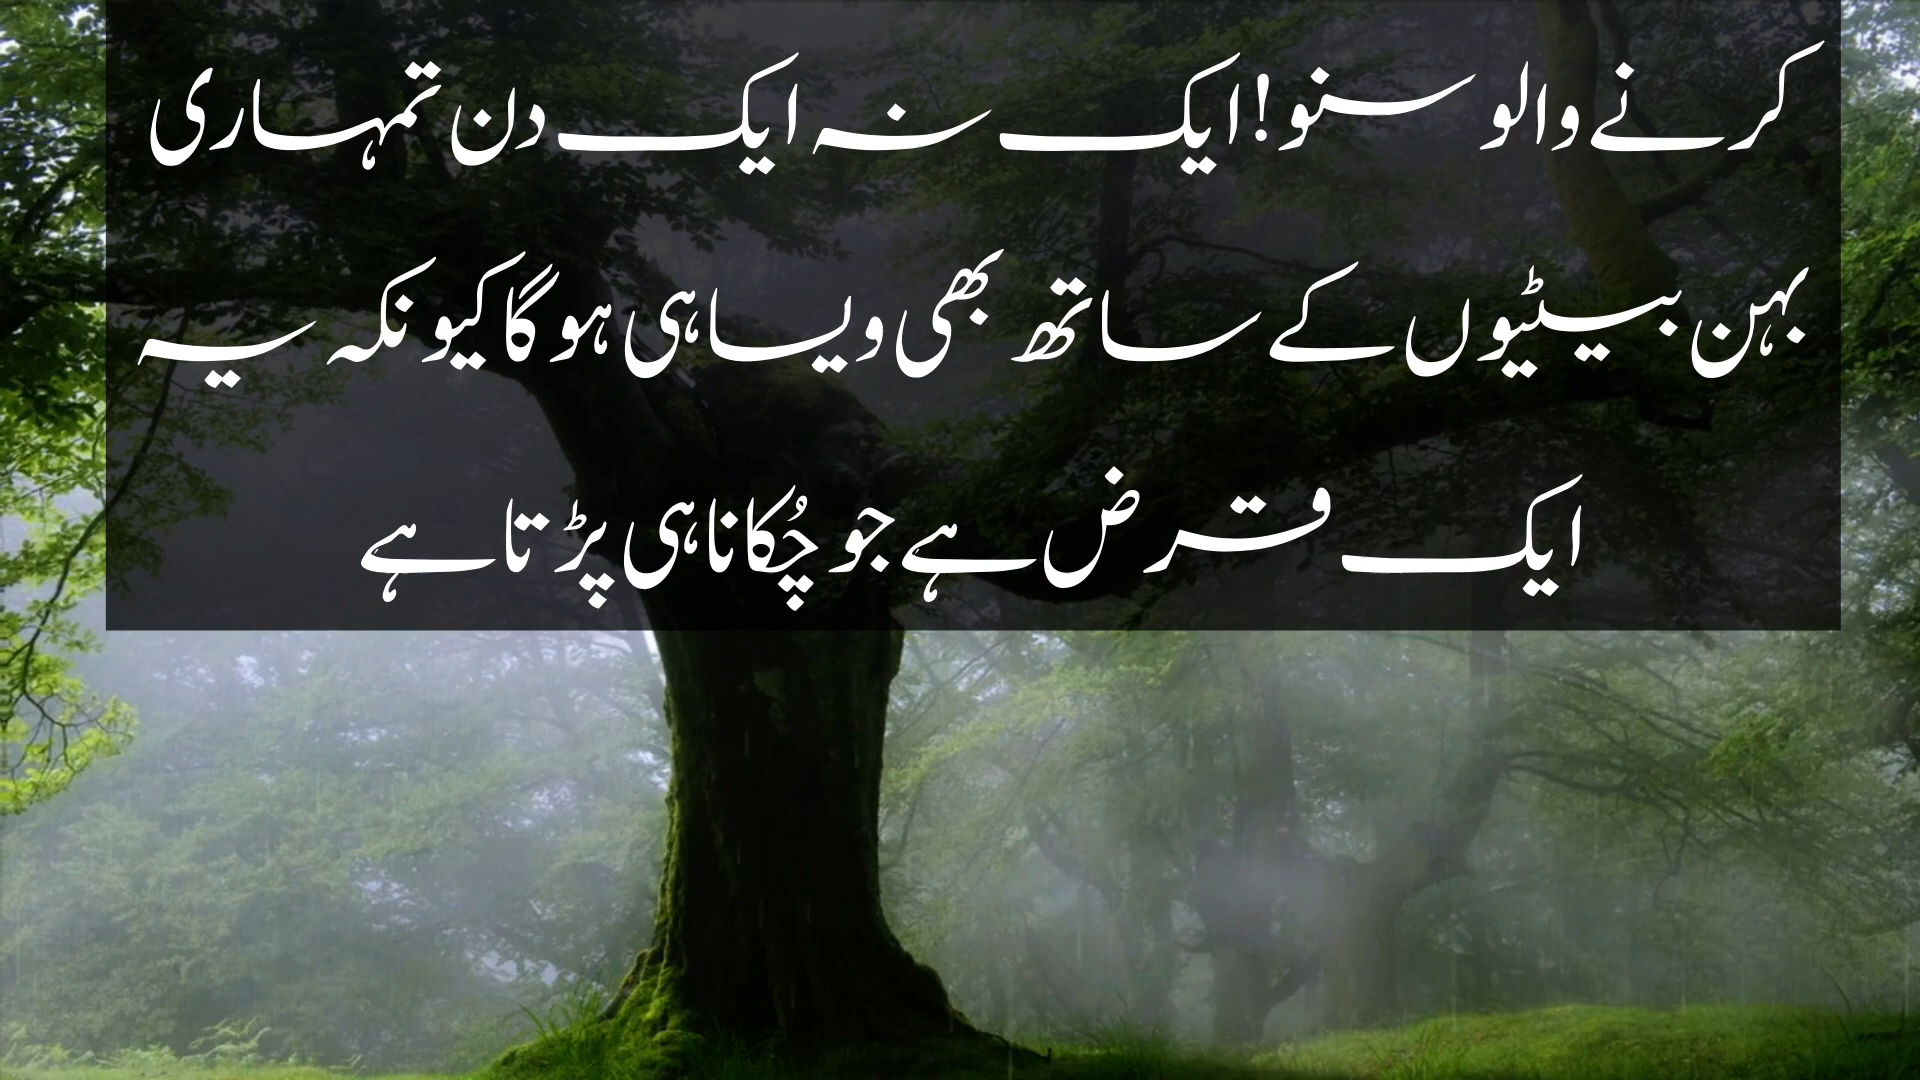 کرنے والو سنو! ایک نہ ایک دن تمہاری
بہن بیٹیوں کے ساتھ بھی ویسا ہی ہو گا کیونکہ یہ
ایک قرض ہے جو چُکانا ہی پڑتا ہے